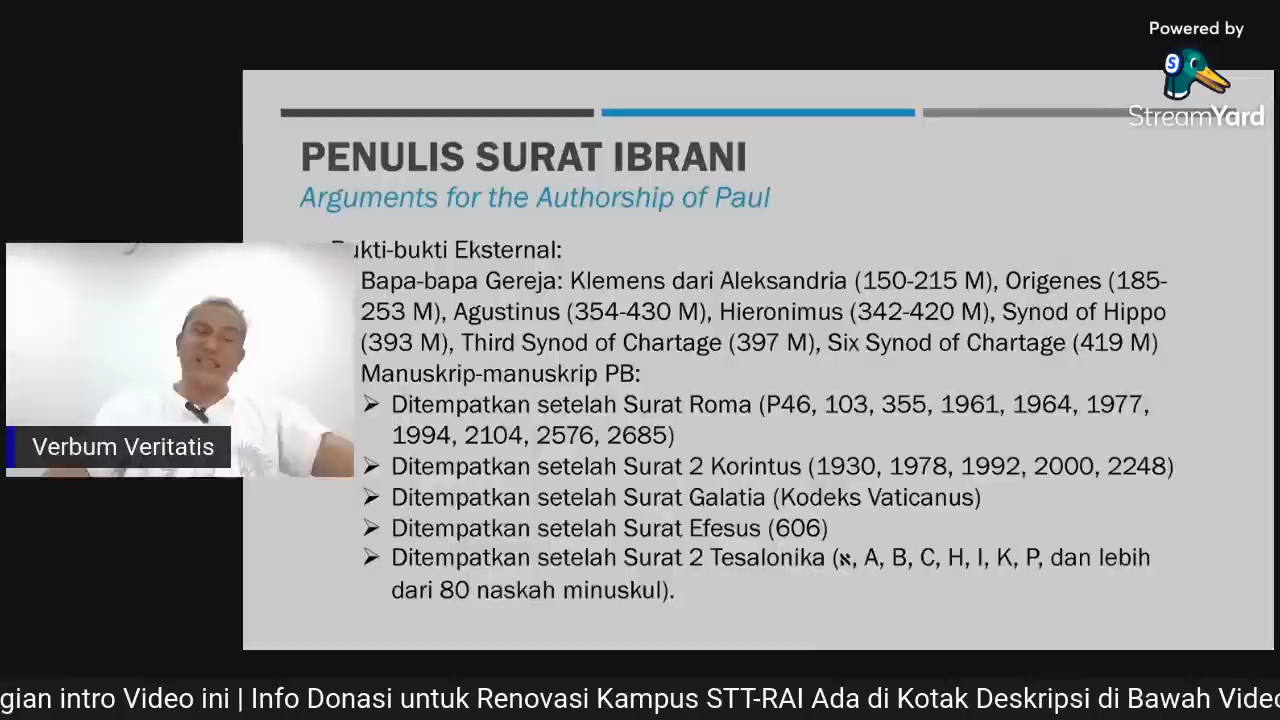 Powered by
StreamYard
PENULIS SURAT IBRANI
Arguments for the Authorship of Paul
ukti-bukti Eksternal:
Bapa-bapa Gereja: Klemens dari Aleksandria (150-215 M), Origenes (185-
253 M), Agustinus (354-430 M), Hieronimus (342-420 M), Synod of Hippo
(393 M), Third Synod of Chartage (397 M), Six Synod of Chartage (419 M)
Manuskrip-manuskrip PB:
➢ Ditempatkan setelah Surat Roma (P46, 103, 355, 1961, 1964, 1977,
1994, 2104, 2576, 2685)
➢ Ditempatkan setelah Surat 2 Korintus (1930, 1978, 1992, 2000, 2248)
➢ Ditempatkan setelah Surat Galatia (Kodeks Vaticanus)
➢ Ditempatkan setelah Surat Efesus (606)
➢ Ditempatkan setelah Surat 2 Tesalonika (א, A, B, C, H, I, K, P, dan lebih
dari 80 naskah minuskul).
Verbum Veritatis
gian intro Video ini | Info Donasi untuk Renovasi Kampus STT-RAI Ada di Kotak Deskripsi di Bawah Video